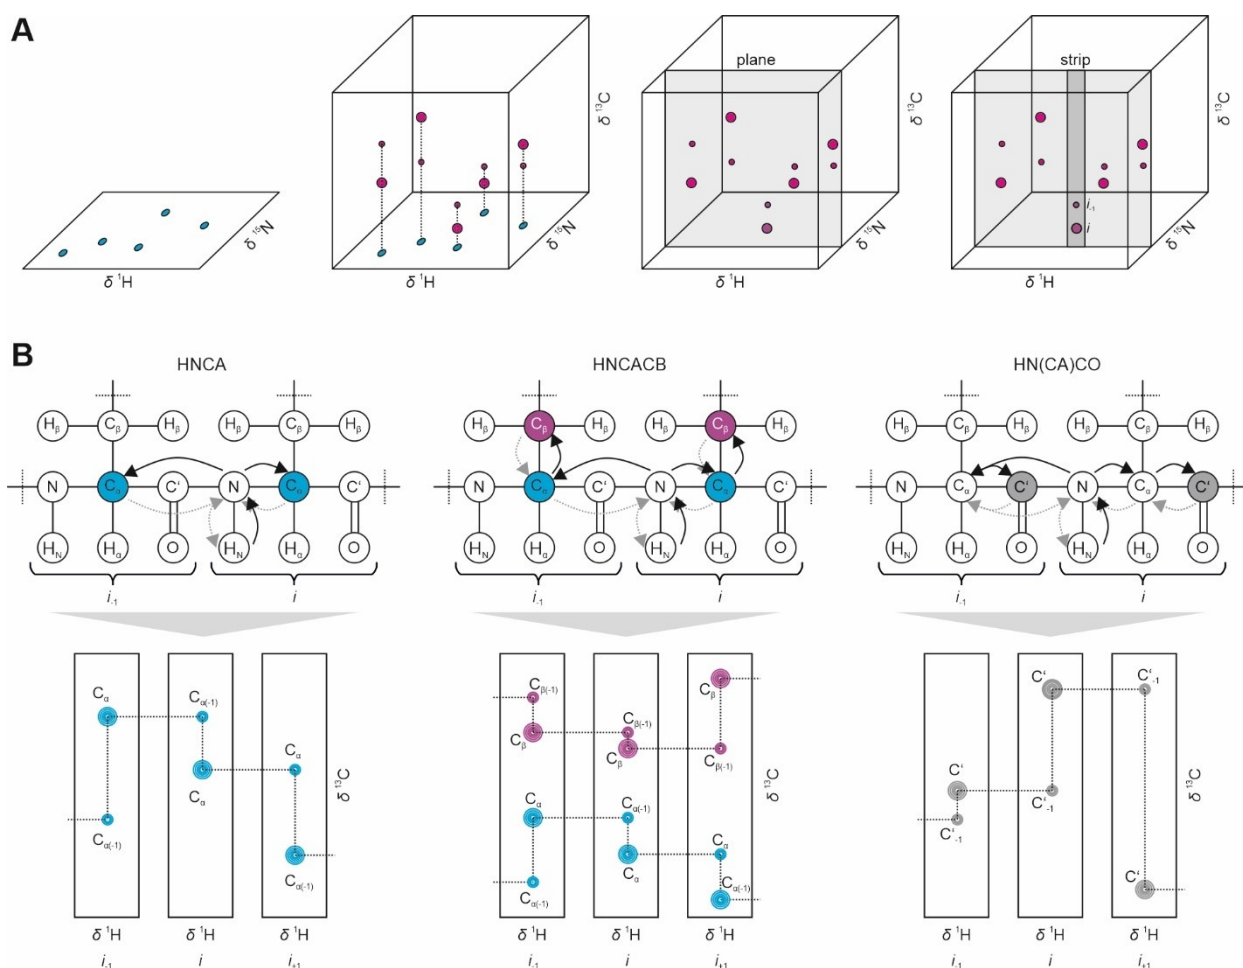 A
plane
strip
δ ¹³C
δ ¹³C
δ ¹³C
δ ¹⁵N
δ ¹⁵N
δ ¹⁵N
δ ¹⁵N
i₋₁
i
δ ¹H
δ ¹H
δ ¹H
δ ¹H
B
HNCA
HNCACB
HN(CA)CO
Hβ Cβ Hβ Hβ Cβ Hβ
Hβ Cβ Hβ Hβ Cβ Hβ
Hβ Cβ Hβ Hβ Cβ Hβ
N Cα C' N Cα C'
N Cα C' N Cα C'
N Cα C' N Cα C'
HN Hα O HN Hα O
HN Hα O HN Hα O
HN Hα O HN Hα O
i₋₁ i
i₋₁ i
i₋₁ i
Cα Cα(-1)
Cα Cα
Cα(-1) Cα(-1)
δ ¹³C
δ ¹H δ ¹H δ ¹H
i₋₁ i i₊₁
Cβ(-1) Cβ(-1) Cβ
Cβ Cβ Cβ(-1)
Cα Cα(-1) Cα
Cα(-1) Cα Cα(-1)
δ ¹³C
δ ¹H δ ¹H δ ¹H
i₋₁ i i₊₁
C' C'₋₁
C' C'₋₁
C'₋₁ C'
δ ¹³C
δ ¹H δ ¹H δ ¹H
i₋₁ i i₊₁